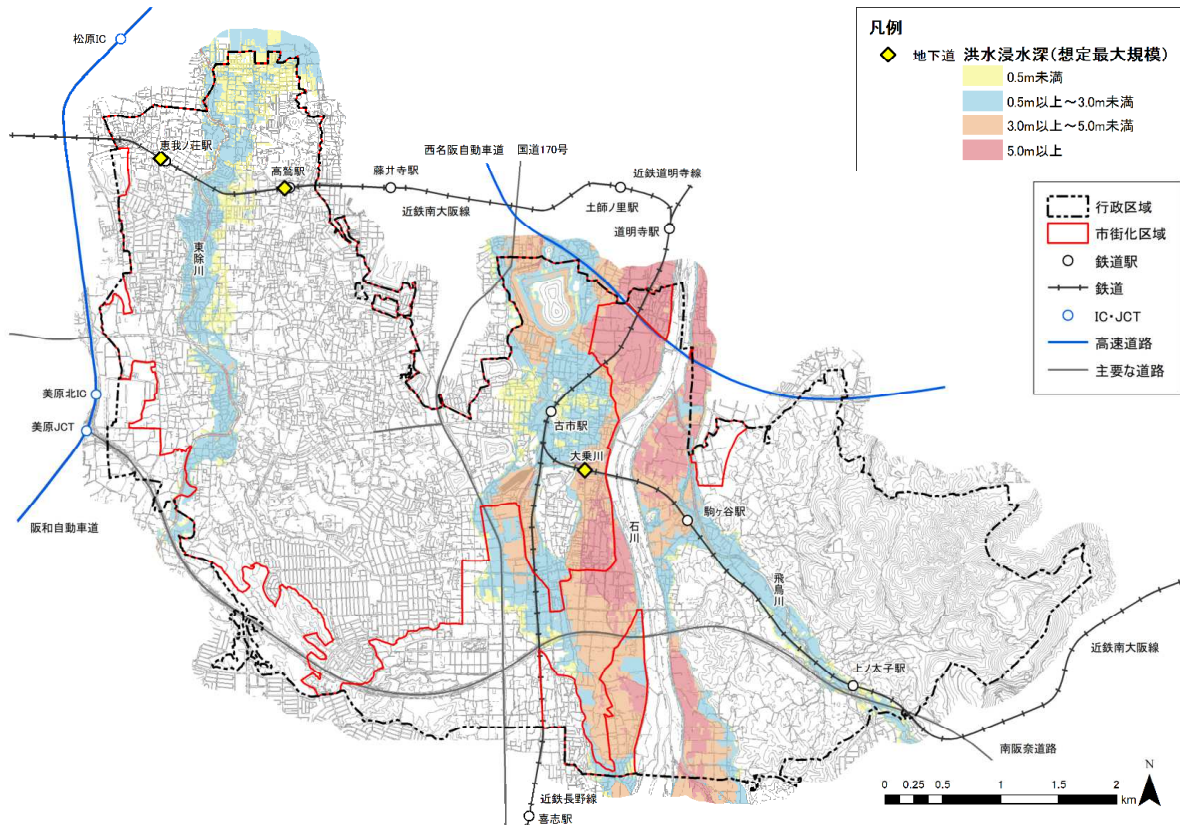 凡例
地下道 洪水浸水深(想定最大規模)
0.5m未満
0.5m以上~3.0m未満
3.0m以上~5.0m未満
5.0m以上
行政区域
市街化区域
鉄道駅
鉄道
IC・JCT
高速道路
主要な道路
松原IC
恵我ノ荘駅
高鷲駅
藤井寺駅
近鉄南大阪線
西名阪自動車道
国道170号
近鉄道明寺線
土師ノ里駅
道明寺駅
東除川
美原北IC
美原JCT
阪和自動車道
古市駅
大乗川
石川
駒ヶ谷駅
飛鳥川
上ノ太子駅
近鉄南大阪線
南阪奈道路
近鉄長野線
喜志駅
N
0 0.25 0.5 1 1.5 2
km